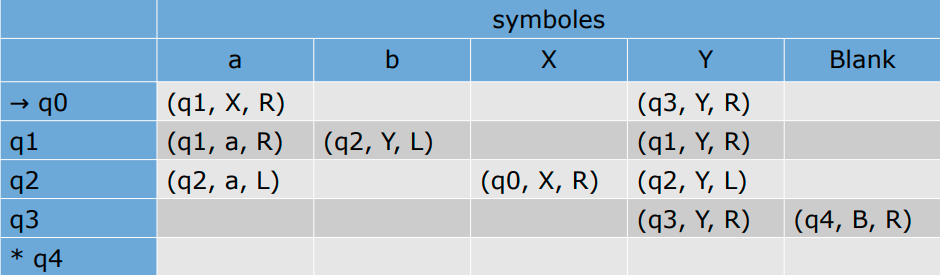 symboles
a b X Y Blank
→ q0 (q1, X, R) (q3, Y, R)
q1 (q1, a, R) (q2, Y, L) (q1, Y, R)
q2 (q2, a, L) (q0, X, R) (q2, Y, L)
q3 (q3, Y, R) (q4, B, R)
* q4